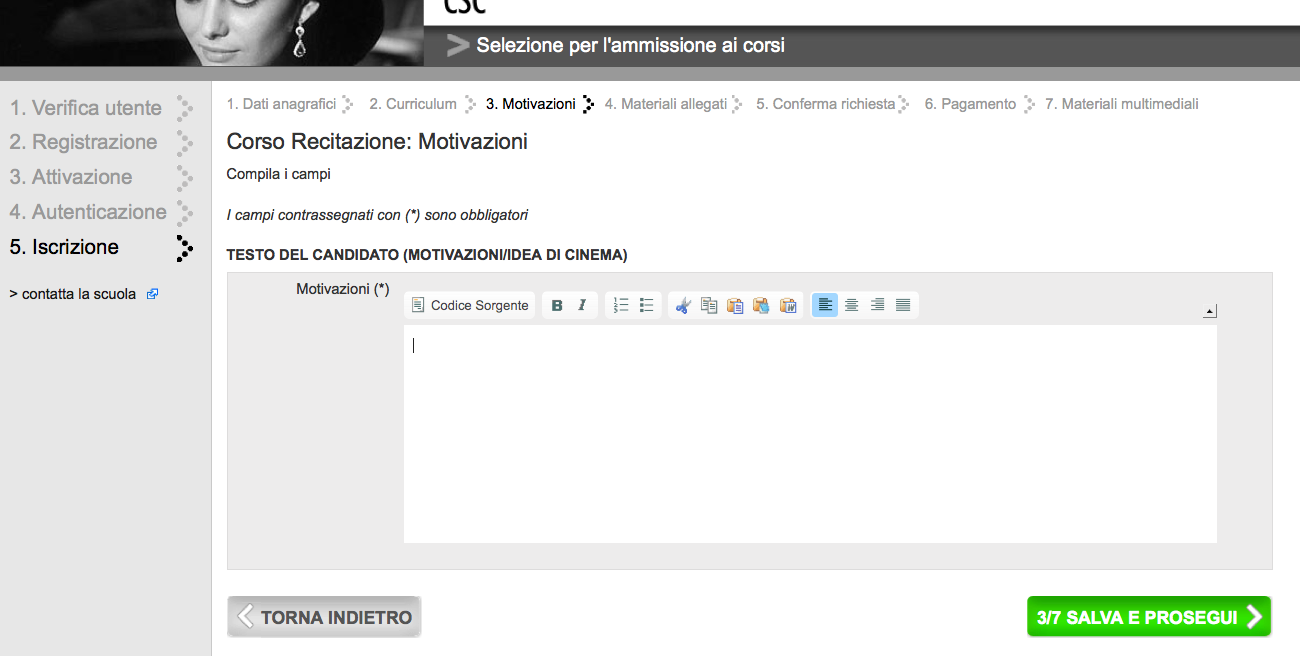 CSC
Selezione per l'ammissione ai corsi
1. Verifica utente
2. Registrazione
3. Attivazione
4. Autenticazione
5. Iscrizione
> contatta la scuola
1. Dati anagrafici 2. Curriculum 3. Motivazioni 4. Materiali allegati 5. Conferma richiesta 6. Pagamento 7. Materiali multimediali
Corso Recitazione: Motivazioni
Compila i campi
I campi contrassegnati con (*) sono obbligatori
TESTO DEL CANDIDATO (MOTIVAZIONI/IDEA DI CINEMA)
Motivazioni (*)
Codice Sorgente B I
TORNA INDIETRO
3/7 SALVA E PROSEGUI